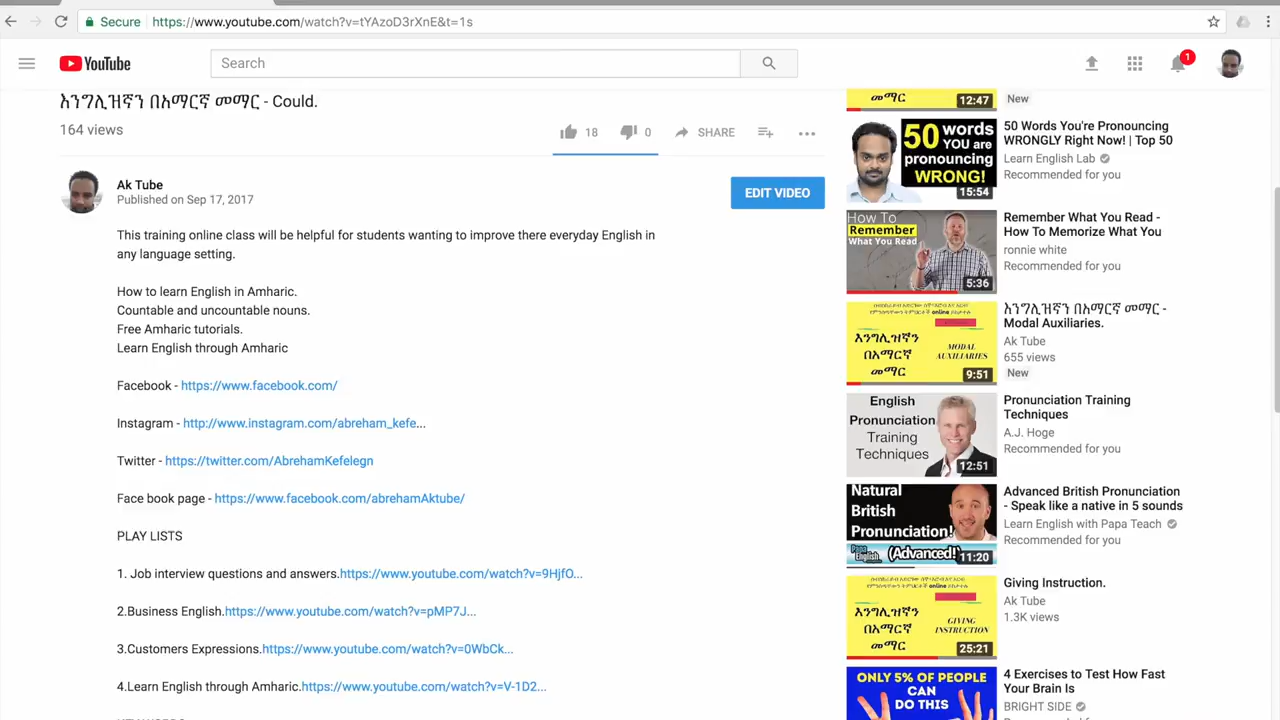 Secure https://www.youtube.com/watch?v=tYAzoD3rXnE&t=1s
YouTube
Search
1
እንግሊዝኛን በአማርኛ መማር - Could.
164 views
18
0
SHARE
Ak Tube
Published on Sep 17, 2017
EDIT VIDEO
This training online class will be helpful for students wanting to improve there everyday English in
any language setting.
How to learn English in Amharic.
Countable and uncountable nouns.
Free Amharic tutorials.
Learn English through Amharic
Facebook - https://www.facebook.com/
Instagram - http://www.instagram.com/abreham_kefe...
Twitter - https://twitter.com/AbrehamKefelegn
Face book page - https://www.facebook.com/abrehamAktube/
PLAY LISTS
1. Job interview questions and answers.https://www.youtube.com/watch?v=9HjfO...
2.Business English.https://www.youtube.com/watch?v=pMP7J...
3.Customers Expressions.https://www.youtube.com/watch?v=0WbCk...
4.Learn English through Amharic.https://www.youtube.com/watch?v=V-1D2...
መማር
12:47
New
50 words
YOU are
pronouncing
WRONG!
15:54
50 Words You're Pronouncing
WRONGLY Right Now! | Top 50
Learn English Lab
Recommended for you
How To
Remember
What You Read
5:36
Remember What You Read -
How To Memorize What You
ronnie white
Recommended for you
online
እንግሊዝኛን
በአማርኛ
መማር
MODAL
AUXILIARIES
9:51
እንግሊዝኛን በአማርኛ መማር -
Modal Auxiliaries.
Ak Tube
655 views
New
English
Pronunciation
Training
Techniques
12:51
Pronunciation Training
Techniques
A.J. Hoge
Recommended for you
Natural
British
Pronunciation!
Papa
English
(Advanced!)
11:20
Advanced British Pronunciation
- Speak like a native in 5 sounds
Learn English with Papa Teach
Recommended for you
online
እንግሊዝኛን
በአማርኛ
መማር
GIVING
INSTRUCTION
25:21
Giving Instruction.
Ak Tube
1.3K views
ONLY 5% OF PEOPLE
CAN
DO THIS
4 Exercises to Test How Fast
Your Brain Is
BRIGHT SIDE